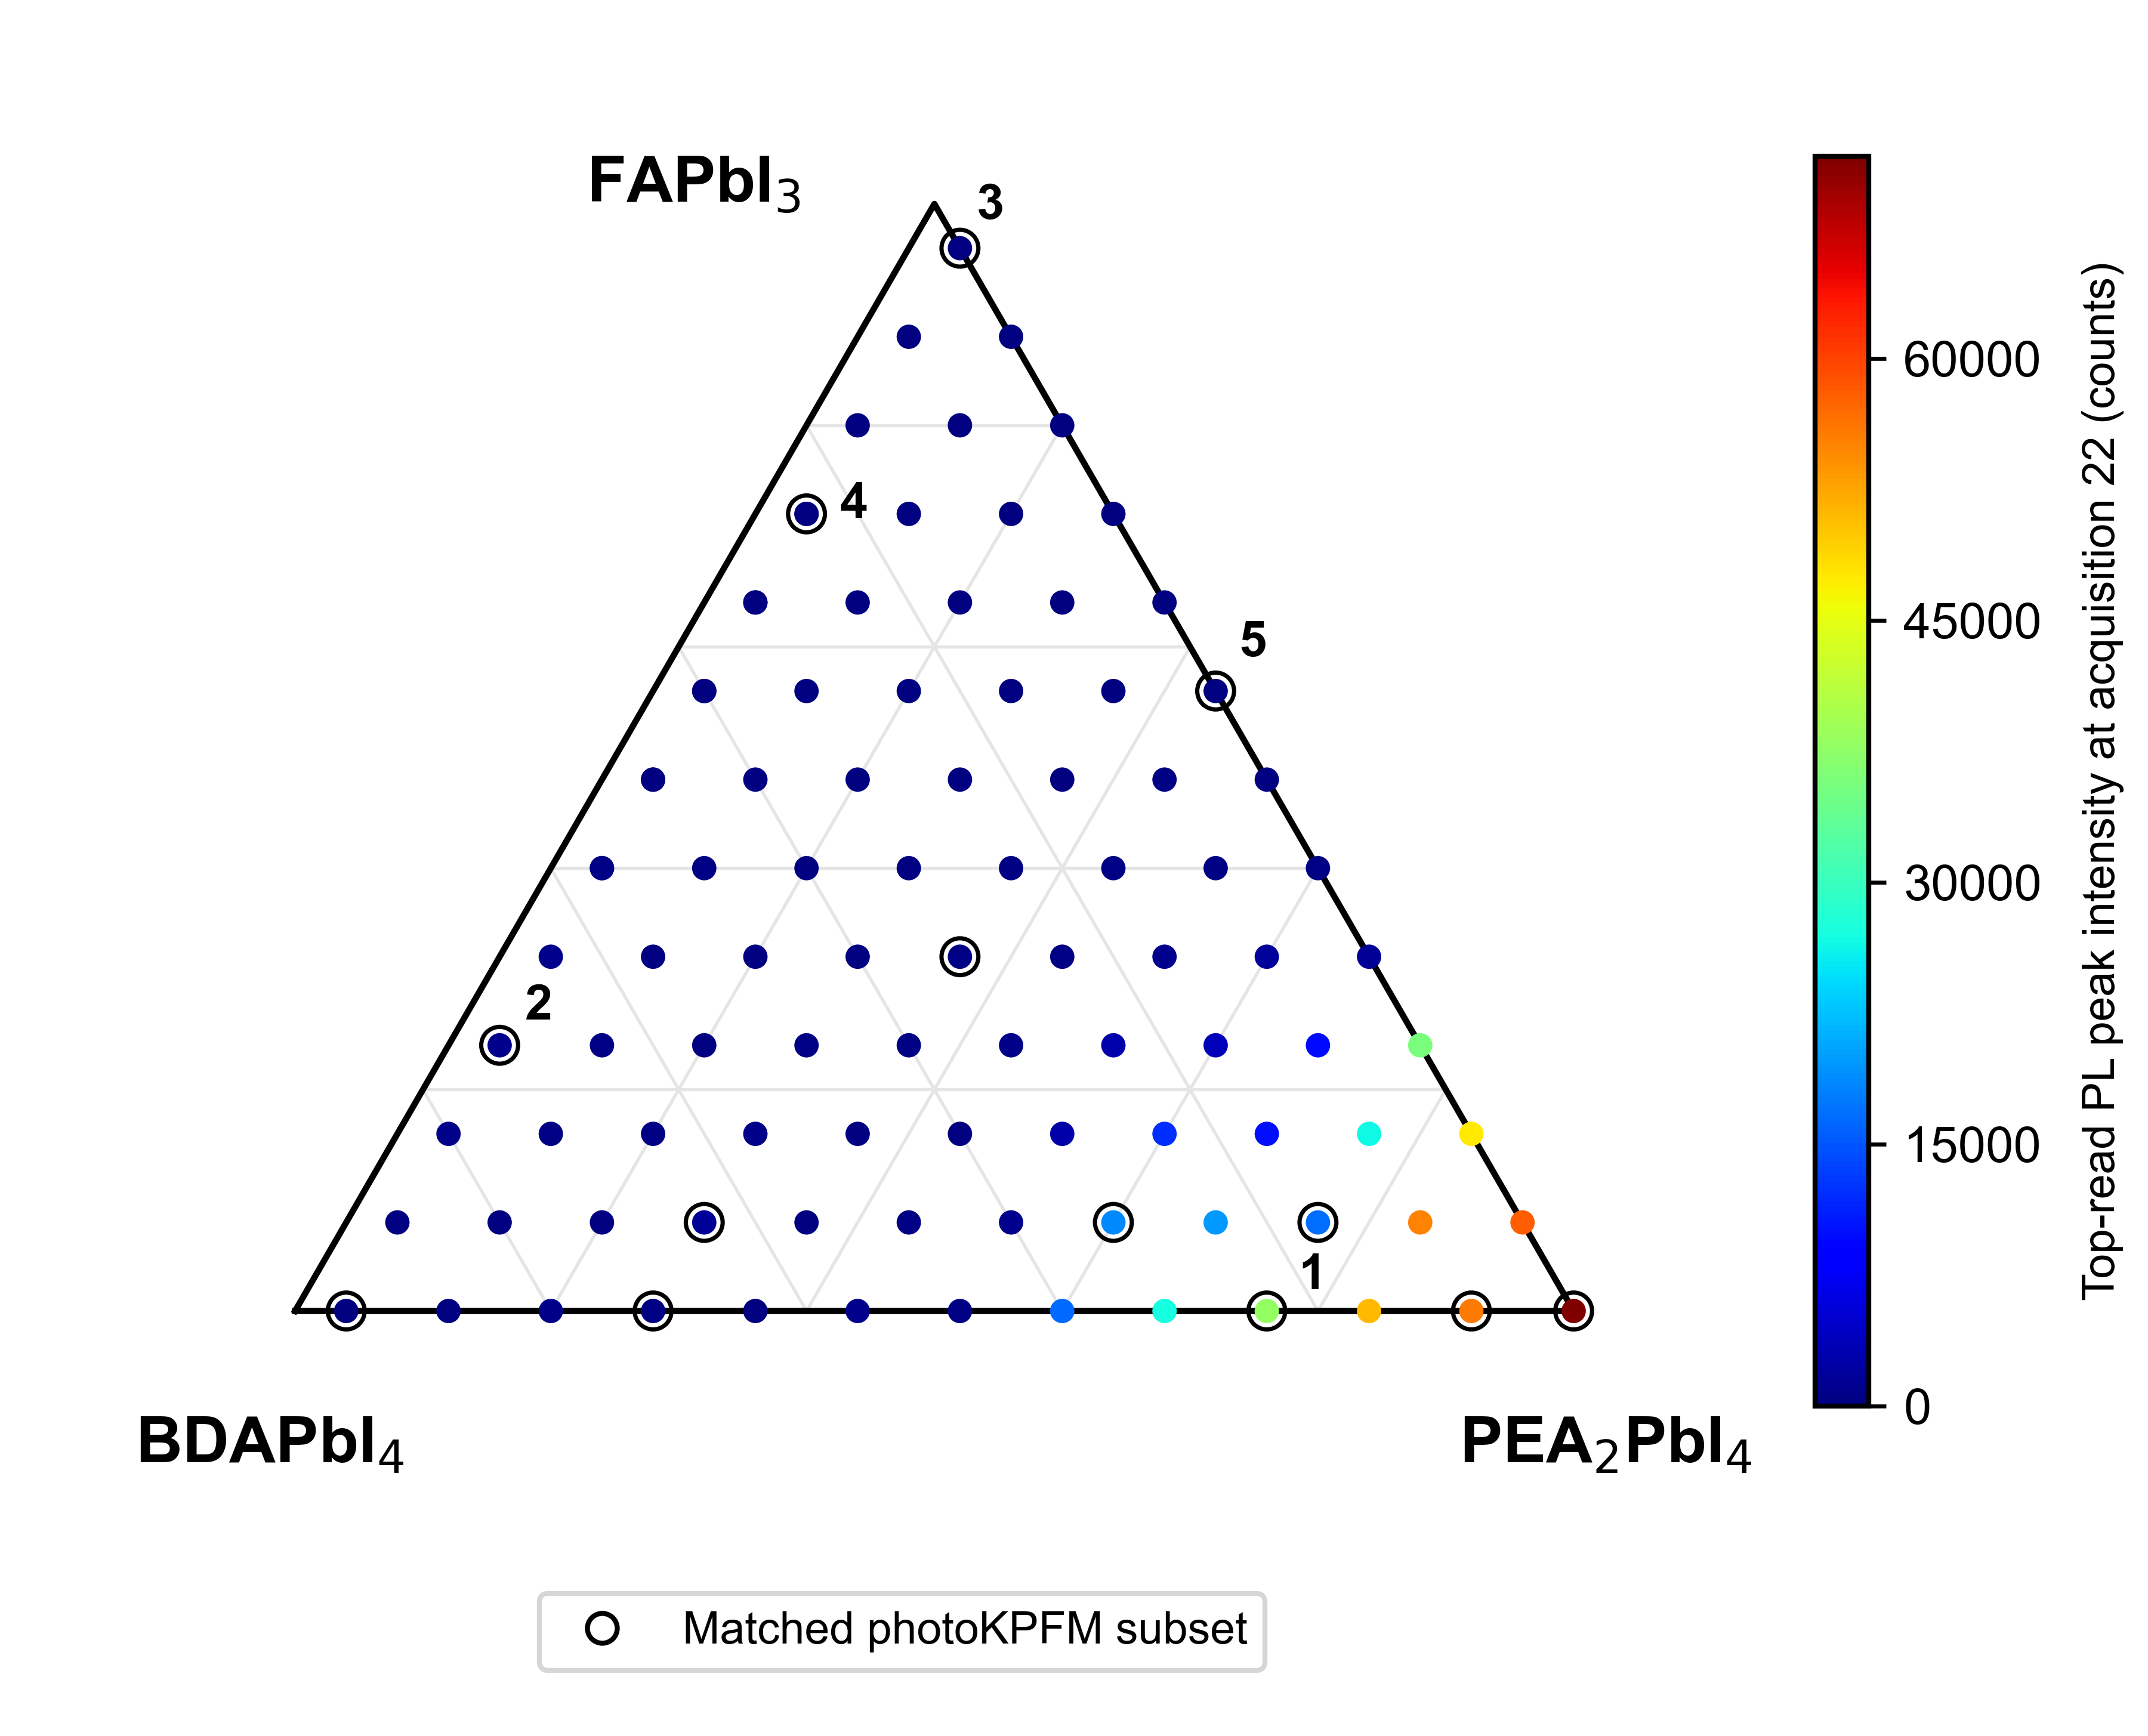 FAPbI₃
3
4
5
2
1
BDAPbI₄
PEA₂PbI₄
60000
45000
30000
15000
0
Top-read PL peak intensity at acquisition 22 (counts)
Matched photoKPFM subset